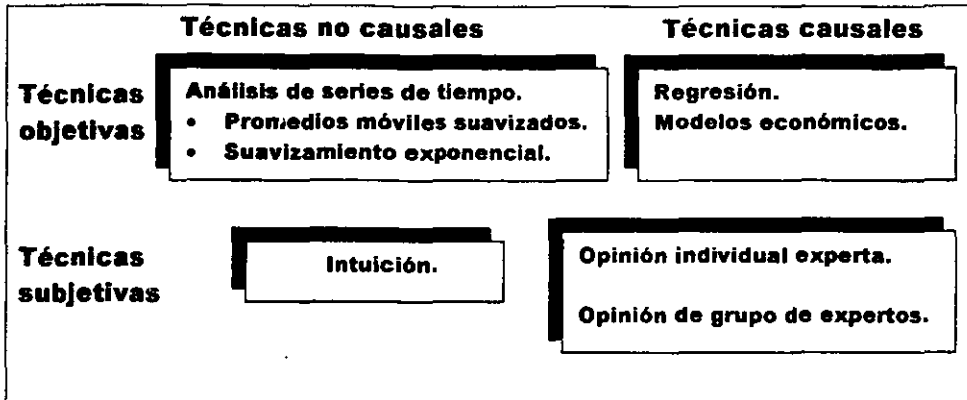 Técnicas no causales
Técnicas causales
Técnicas
objetivas
Análisis de series de tiempo.
• Promedios móviles suavizados.
• Suavizamiento exponencial.
Regresión.
Modelos económicos.
Técnicas
subjetivas
Intuición.
Opinión individual experta.
Opinión de grupo de expertos.